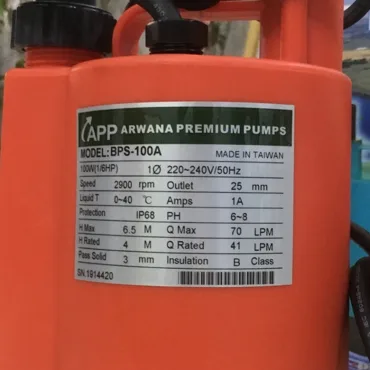 APP ARWANA PREMIUM PUMPS
MODEL: BPS-100A MADE IN TAIWAN
100W(1/6HP) 1Ø 220~240V/50Hz
Speed 2900 rpm Outlet 25 mm
Liquid T 0~40 ℃ Amps 1A
Protection IP68 PH 6~8
H Max 6.5 M Q Max 70 LPM
H Rated 4 M Q Rated 41 LPM
Pass Solid 3 mm Insulation B Class
SN:1914420